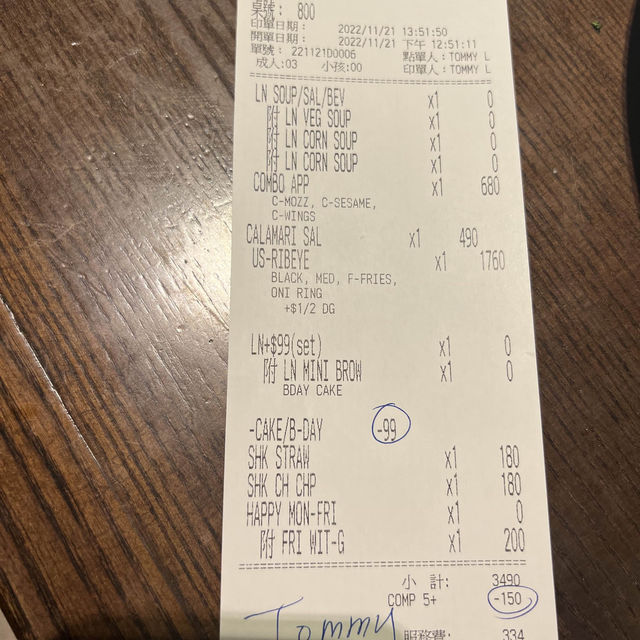 桌號: 800
印單日期: 2022/11/21 13:51:50
開單日期: 2022/11/21 下午 12:51:11
單號: 221121D0006 點單人:TOMMY L
成人:03 小孩:00 印單人:TOMMY L
LN SOUP/SAL/BEV x1 0
附 LN VEG SOUP x1 0
附 LN CORN SOUP x1 0
附 LN CORN SOUP x1 0
COMBO APP x1 680
C-MOZZ, C-SESAME,
C-WINGS
CALAMARI SAL x1 490
US-RIBEYE x1 1760
BLACK, MED, F-FRIES,
ONI RING
+$1/2 DG
LN+$99(set) x1 0
附 LN MINI BROW x1 0
BDAY CAKE
-CAKE/B-DAY -99
SHK STRAW x1 180
SHK CH CHP x1 180
HAPPY MON-FRI x1 0
附 FRI WIT-G x1 200
小 計: 3490
COMP 5+ -150
Tommy 服務費: 334